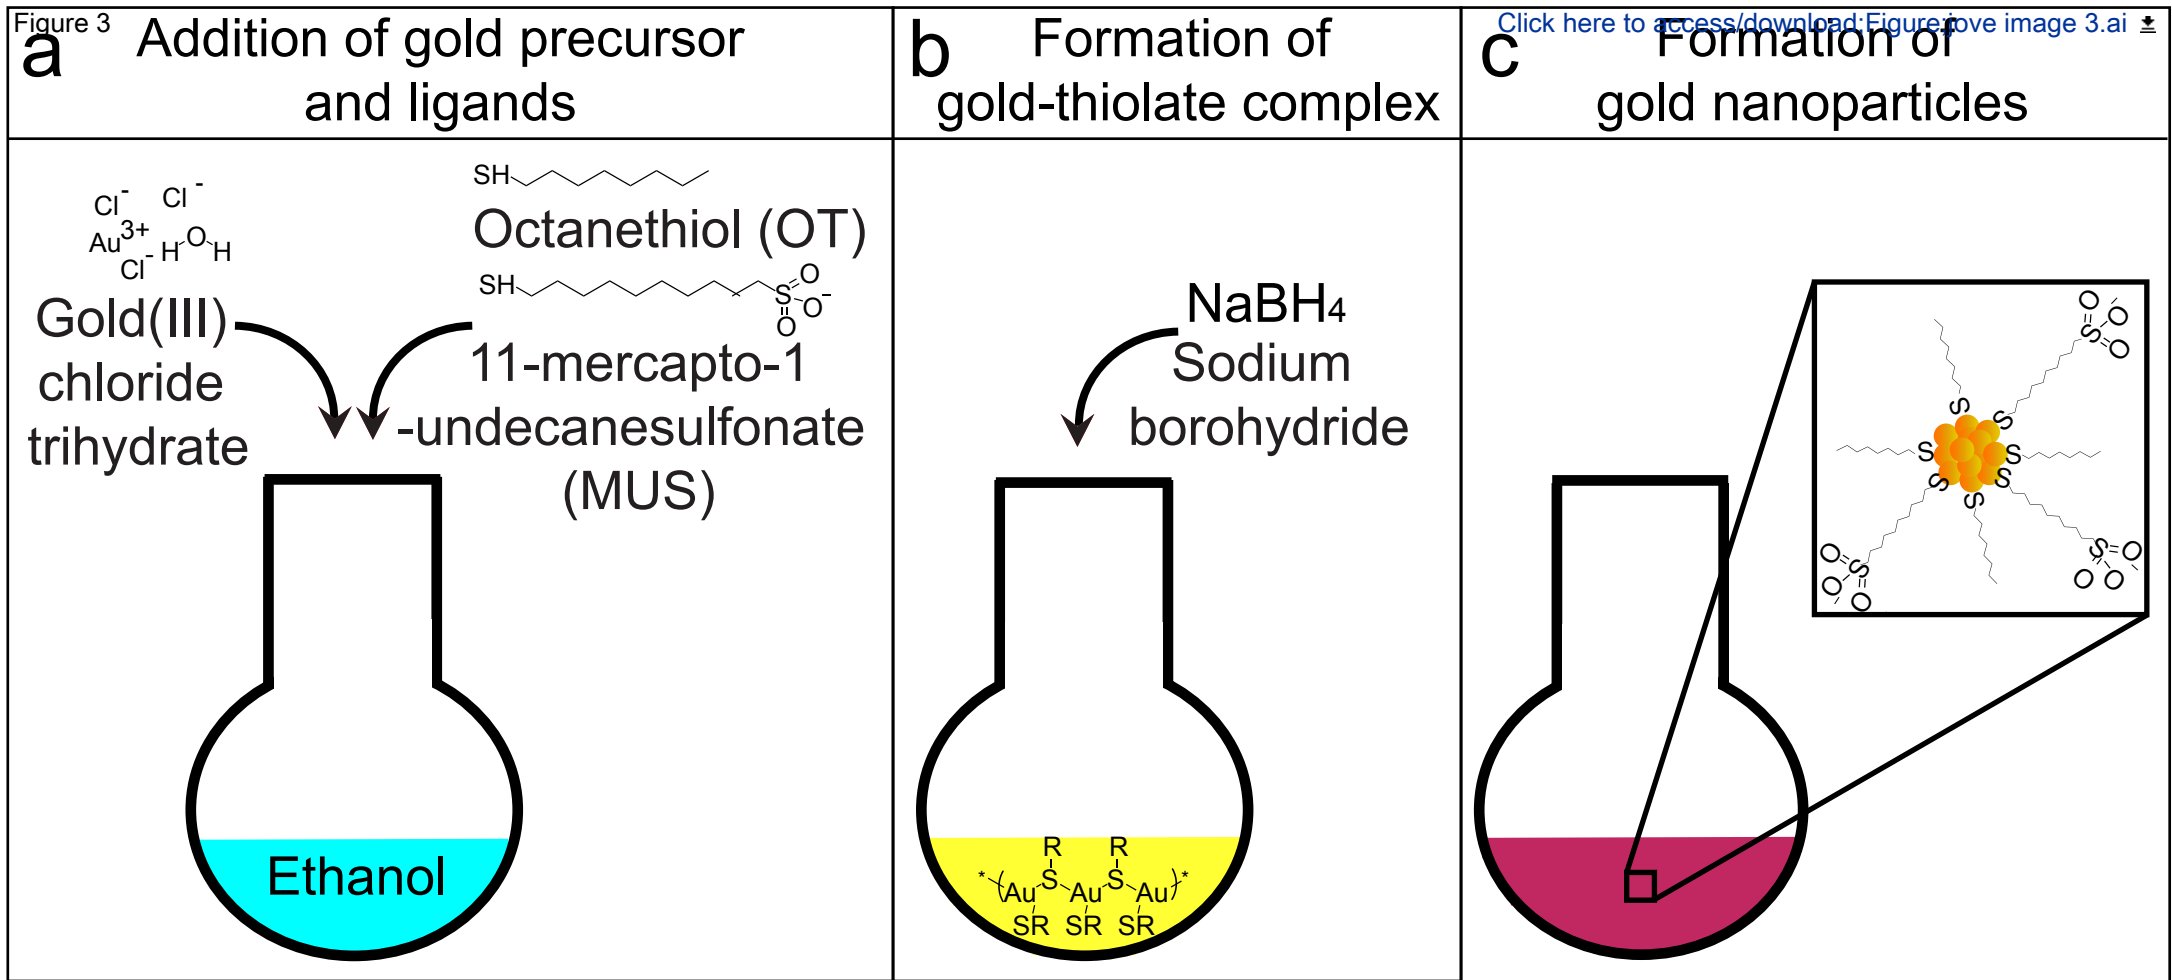 Figure 3
Click here to access/download;Figure;jove image 3.ai
a
Addition of gold precursor
and ligands
b
Formation of
gold-thiolate complex
c
Formation of
gold nanoparticles
Cl- Cl-
Au3+
Cl-
H O H
Gold(III)
chloride
trihydrate
SH
Octanethiol (OT)
SH S O O- O
11-mercapto-1
-undecanesulfonate
(MUS)
Ethanol
NaBH4
Sodium
borohydride
R R
* ( Au S Au S Au ) *
SR SR SR
O O
S
O
S S
S S
S S
S
O S O
O O
S O
O O
O